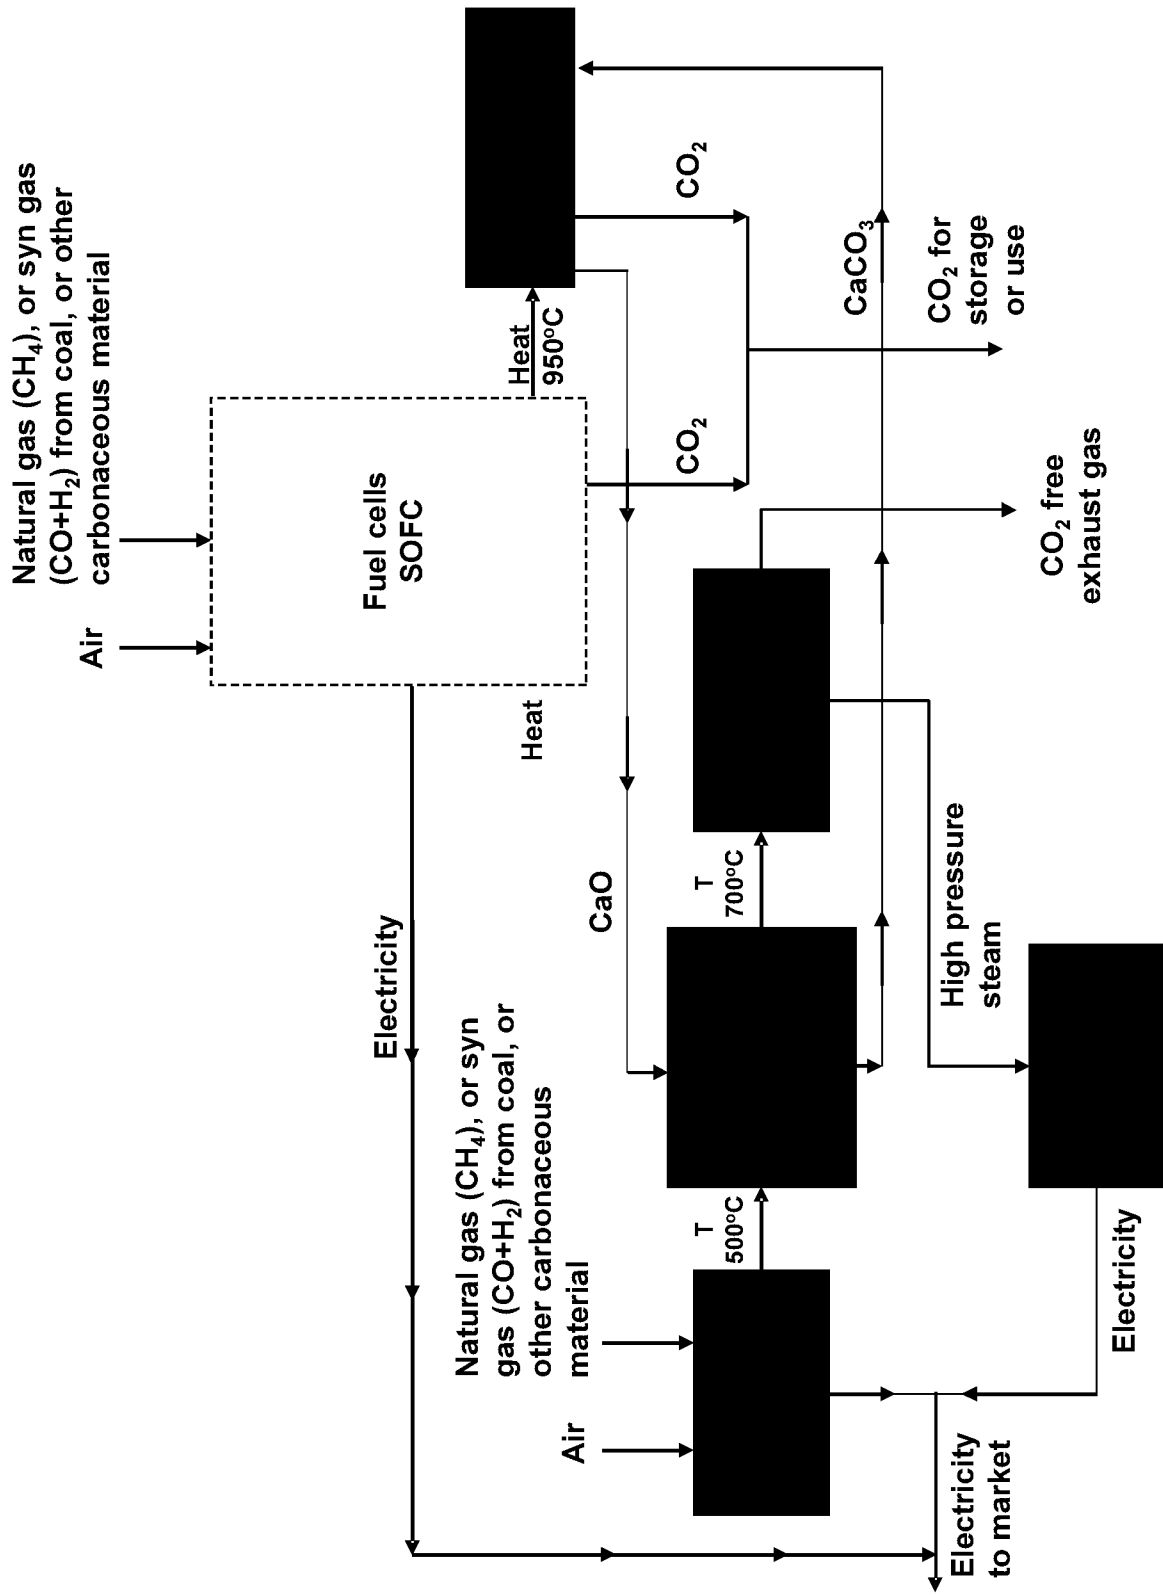 Natural gas (CH₄), or syn gas
(CO+H₂) from coal, or other
carbonaceous material
Air
Fuel cells
SOFC
Heat
950°C
Heat
Electricity
CO₂
CO₂
CaO
CaCO₃
CO₂ for
storage
or use
CO₂ free
exhaust gas
Natural gas (CH₄), or syn
gas (CO+H₂) from coal, or
other carbonaceous
material
Air
T
500°C
T
700°C
High pressure
steam
Electricity
Electricity
to market